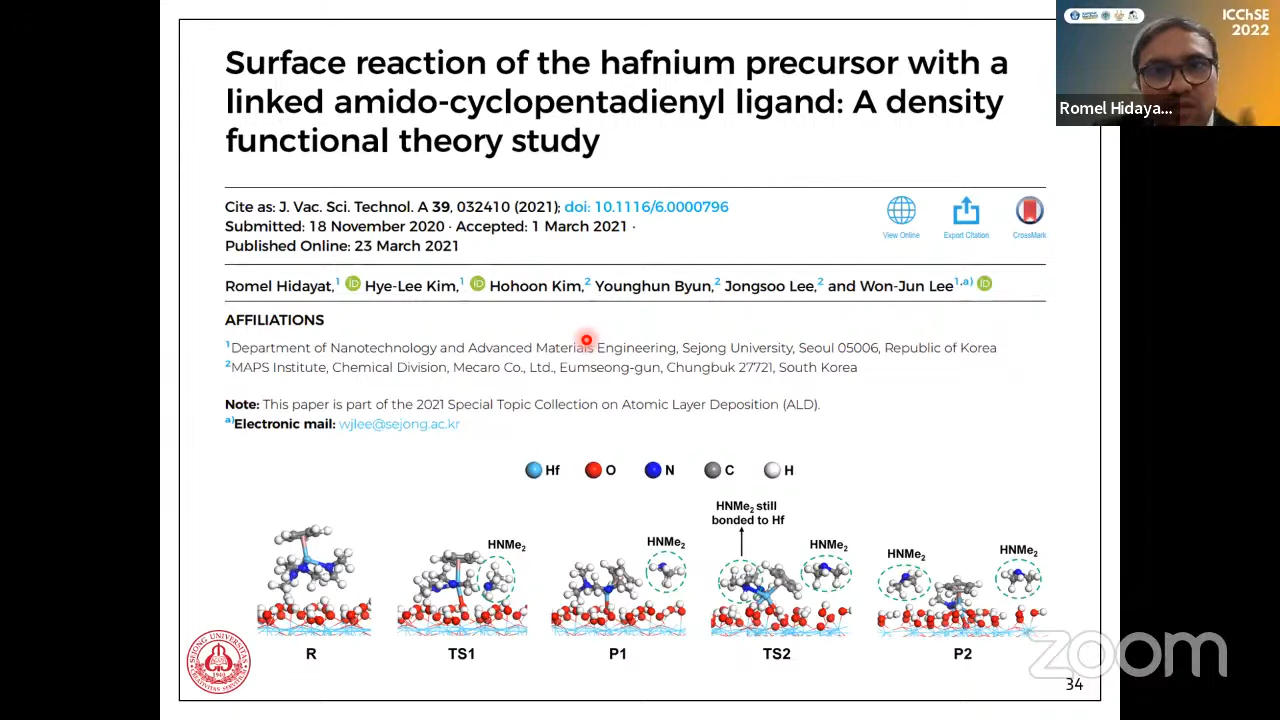 ICChSE
2022
Romel Hidaya...
Surface reaction of the hafnium precursor with a
linked amido-cyclopentadienyl ligand: A density
functional theory study
Cite as: J. Vac. Sci. Technol. A 39, 032410 (2021); doi: 10.1116/6.0000796
Submitted: 18 November 2020 · Accepted: 1 March 2021 ·
Published Online: 23 March 2021
View Online
Export Citation
CrossMark
Romel Hidayat,1 Hye-Lee Kim,1 Hohoon Kim,2 Younghun Byun,2 Jongsoo Lee,2 and Won-Jun Lee1,a)
AFFILIATIONS
1Department of Nanotechnology and Advanced Materials Engineering, Sejong University, Seoul 05006, Republic of Korea
2MAPS Institute, Chemical Division, Mecaro Co., Ltd., Eumseong-gun, Chungbuk 27721, South Korea
Note: This paper is part of the 2021 Special Topic Collection on Atomic Layer Deposition (ALD).
a)Electronic mail: wjlee@sejong.ac.kr
Hf
O
N
C
H
HNMe2 still
bonded to Hf
HNMe2
HNMe2
HNMe2
HNMe2
HNMe2
R
TS1
P1
TS2
P2
zoom
34